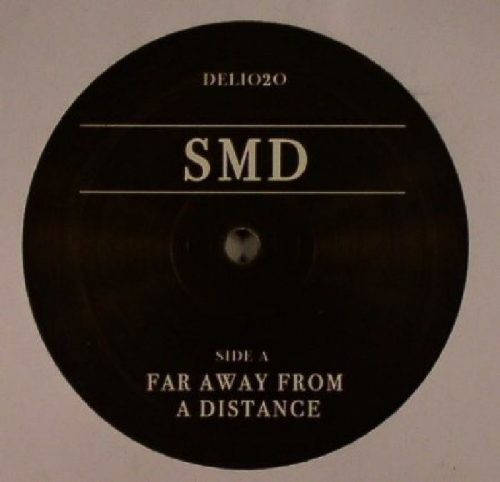 DELI020
SMD
SIDE A
FAR AWAY FROM
A DISTANCE